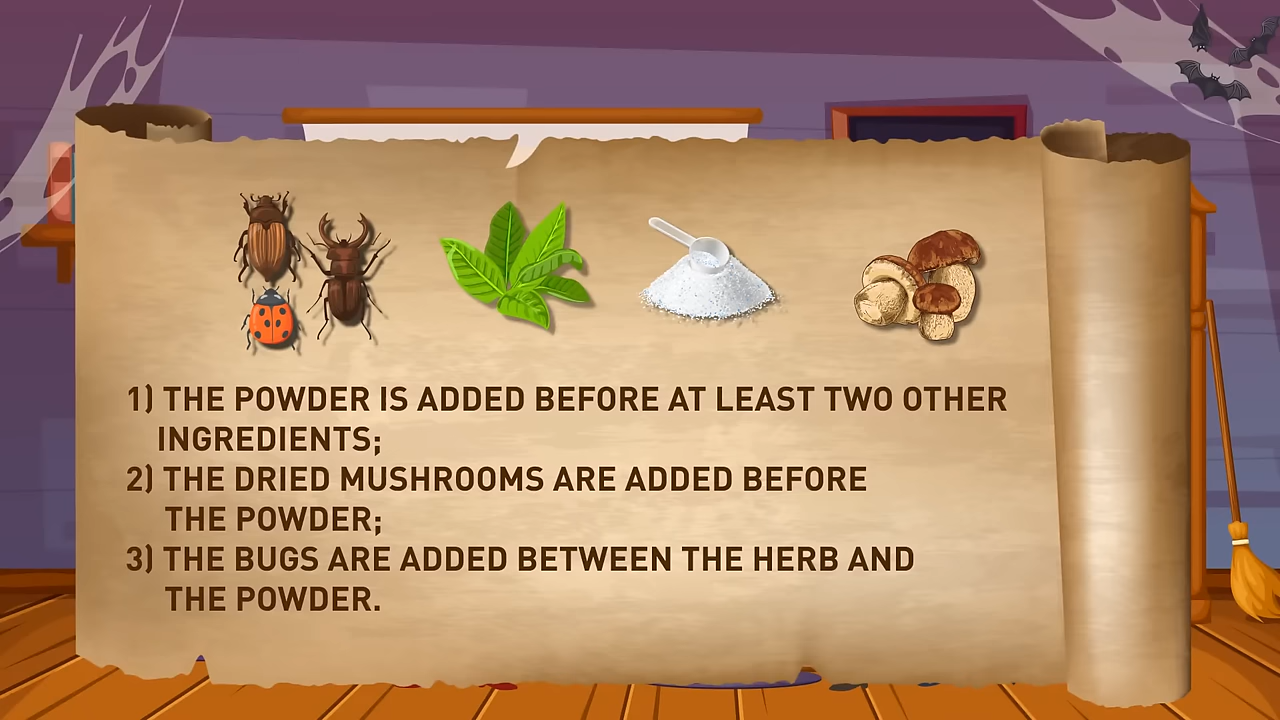 1) THE POWDER IS ADDED BEFORE AT LEAST TWO OTHER
INGREDIENTS;
2) THE DRIED MUSHROOMS ARE ADDED BEFORE
THE POWDER;
3) THE BUGS ARE ADDED BETWEEN THE HERB AND
THE POWDER.